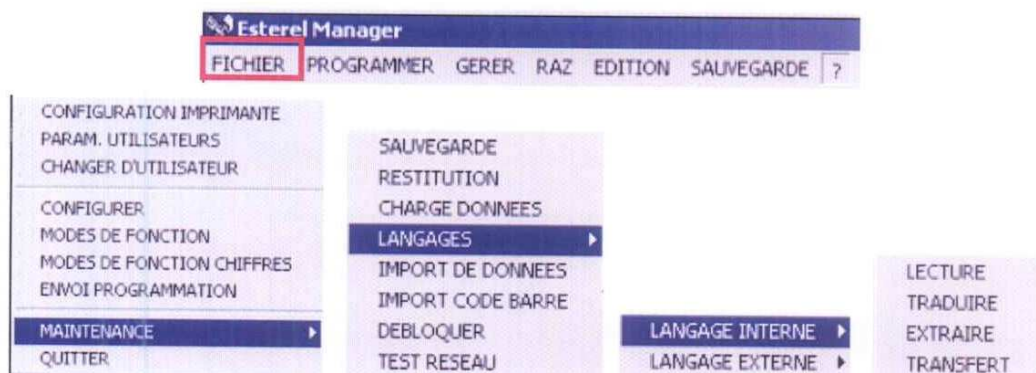 Esterel Manager
FICHIER PROGRAMMER GERER RAZ EDITION SAUVEGARDE ?
CONFIGURATION IMPRIMANTE
PARAM. UTILISATEURS
CHANGER D'UTILISATEUR
CONFIGURER
MODES DE FONCTION
MODES DE FONCTION CHIFFRES
ENVOI PROGRAMMATION
MAINTENANCE
QUITTER
SAUVEGARDE
RESTITUTION
CHARGE DONNEES
LANGAGES
IMPORT DE DONNEES
IMPORT CODE BARRE
DEBLOQUER
TEST RESEAU
LANGAGE INTERNE
LANGAGE EXTERNE
LECTURE
TRADUIRE
EXTRAIRE
TRANSFERT